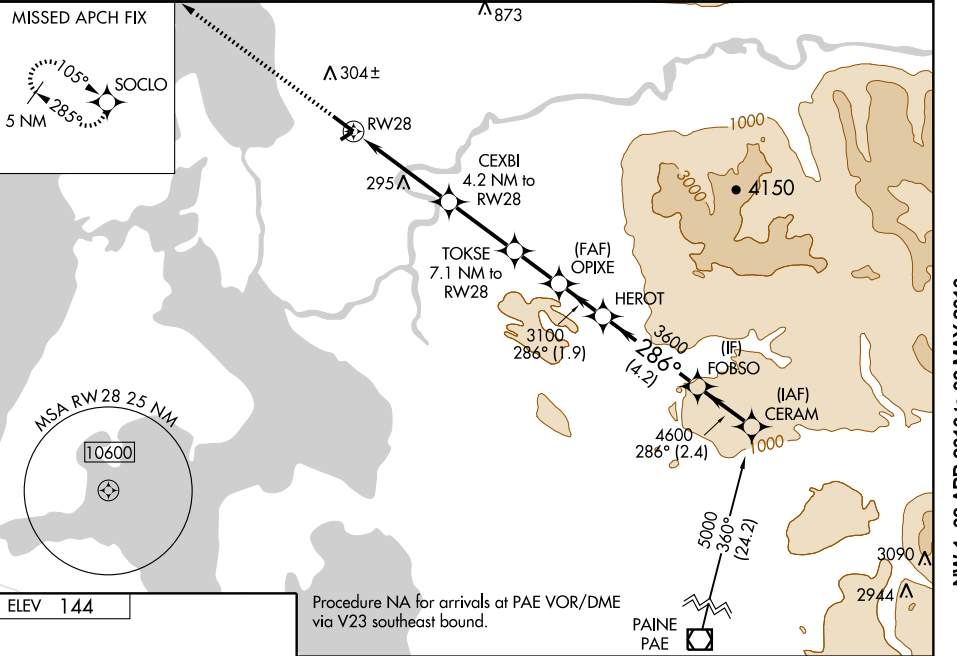 MISSED APCH FIX
105°
SOCLO
285°
5 NM
873
304±
RW28
295
CEXBI
4.2 NM to
RW28
1000
3000
4150
TOKSE
7.1 NM to
RW28
(FAF)
OPIXE
HEROT
3100
286° (1.9)
3600
286°
(4.2)
(IF)
FOBSO
(IAF)
CERAM
4600
286° (2.4)
1000
MSA RW 28 25 NM
10600
5000
360°
(24.2)
3090
2944
ELEV 144
Procedure NA for arrivals at PAE VOR/DME
via V23 southeast bound.
PAINE
PAE